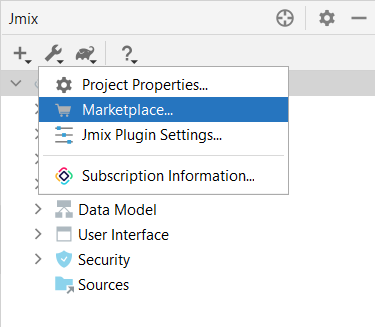 Jmix
Project Properties...
Marketplace...
Jmix Plugin Settings...
Subscription Information...
Data Model
User Interface
Security
Sources